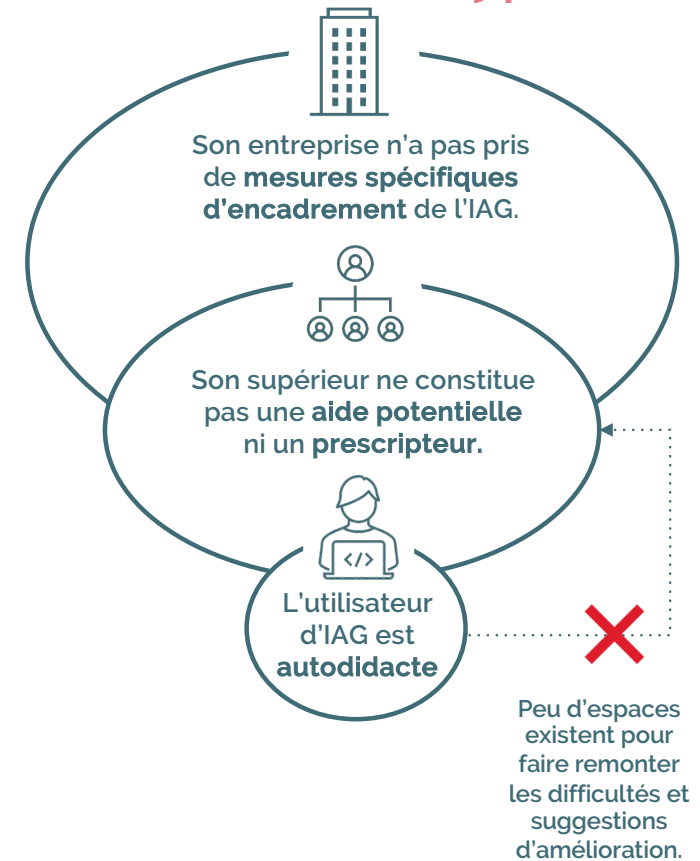 Son entreprise n'a pas pris
de mesures spécifiques
d'encadrement de l'IAG.
Son supérieur ne constitue
pas une aide potentielle
ni un prescripteur.
</>
L'utilisateur
d'IAG est
autodidacte
Peu d'espaces
existent pour
faire remonter
les difficultés et
suggestions
d'amélioration.